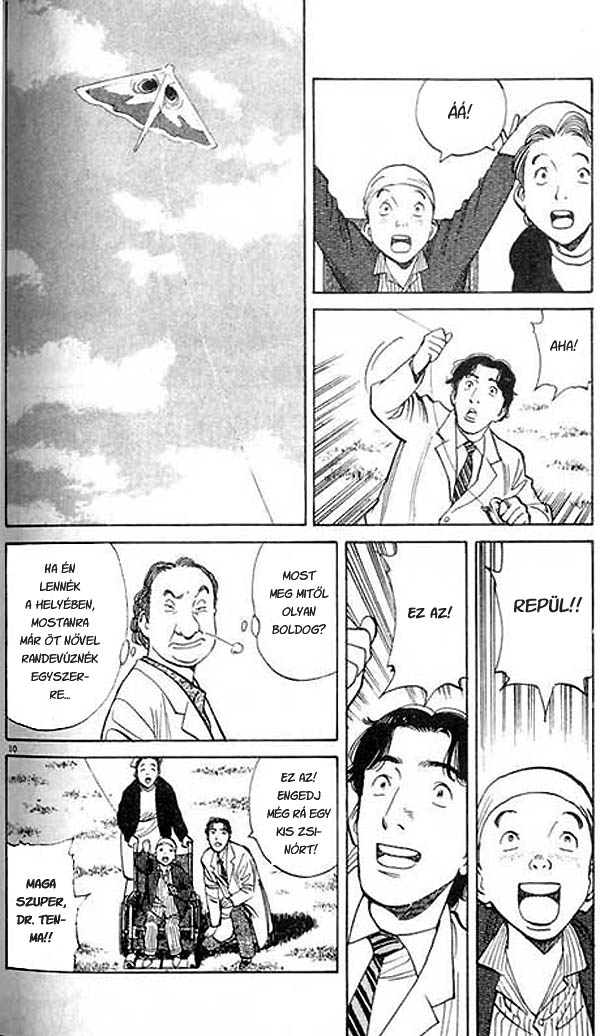 ÁÁ!
AHA!
REPÜL!!
EZ AZ!
MOST
MEG MITŐL
OLYAN
BOLDOG?
HA ÉN
LENNÉK
A HELYÉBEN,
MOSTANRA
MÁR ÖT NŐVEL
RANDEVÚZNÉK
EGYSZER-
RE...
10
EZ AZ!
ENGEDJ
MÉG RÁ EGY
KIS ZSI-
NÓRT!
MAGA
SZUPER,
DR. TEN-
MA!!